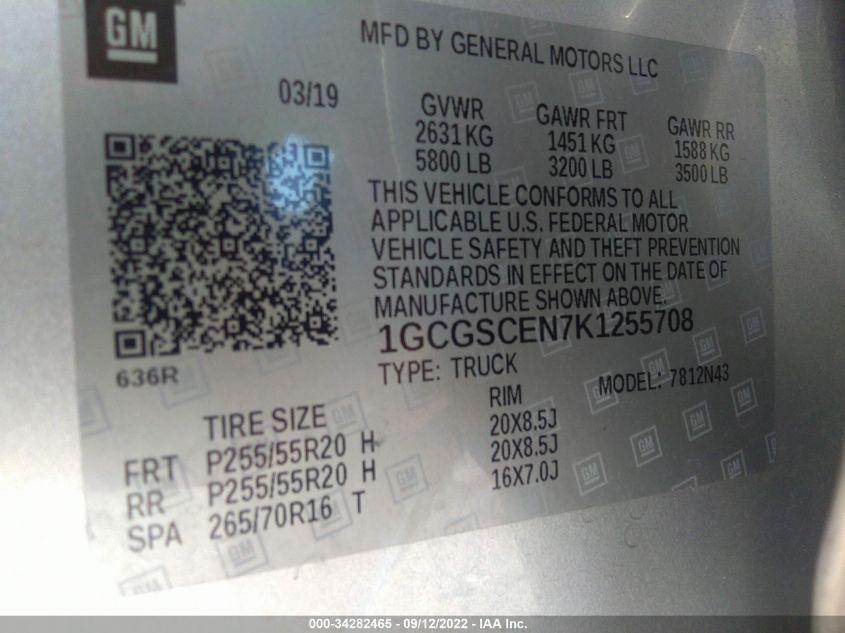 GM
MFD BY GENERAL MOTORS LLC
03/19
GVWR GAWR FRT GAWR RR
2631 KG 1451 KG 1588 KG
5800 LB 3200 LB 3500 LB
THIS VEHICLE CONFORMS TO ALL
APPLICABLE U.S. FEDERAL MOTOR
VEHICLE SAFETY AND THEFT PREVENTION
STANDARDS IN EFFECT ON THE DATE OF
MANUFACTURE SHOWN ABOVE.
1GCGSCEN7K1255708
636R
TYPE: TRUCK MODEL: 7812N43
TIRE SIZE RIM
FRT P255/55R20 H 20X8.5J
RR P255/55R20 H 20X8.5J
SPA 265/70R16 T 16X7.0J
000-34282465 - 09/12/2022 - IAA Inc.